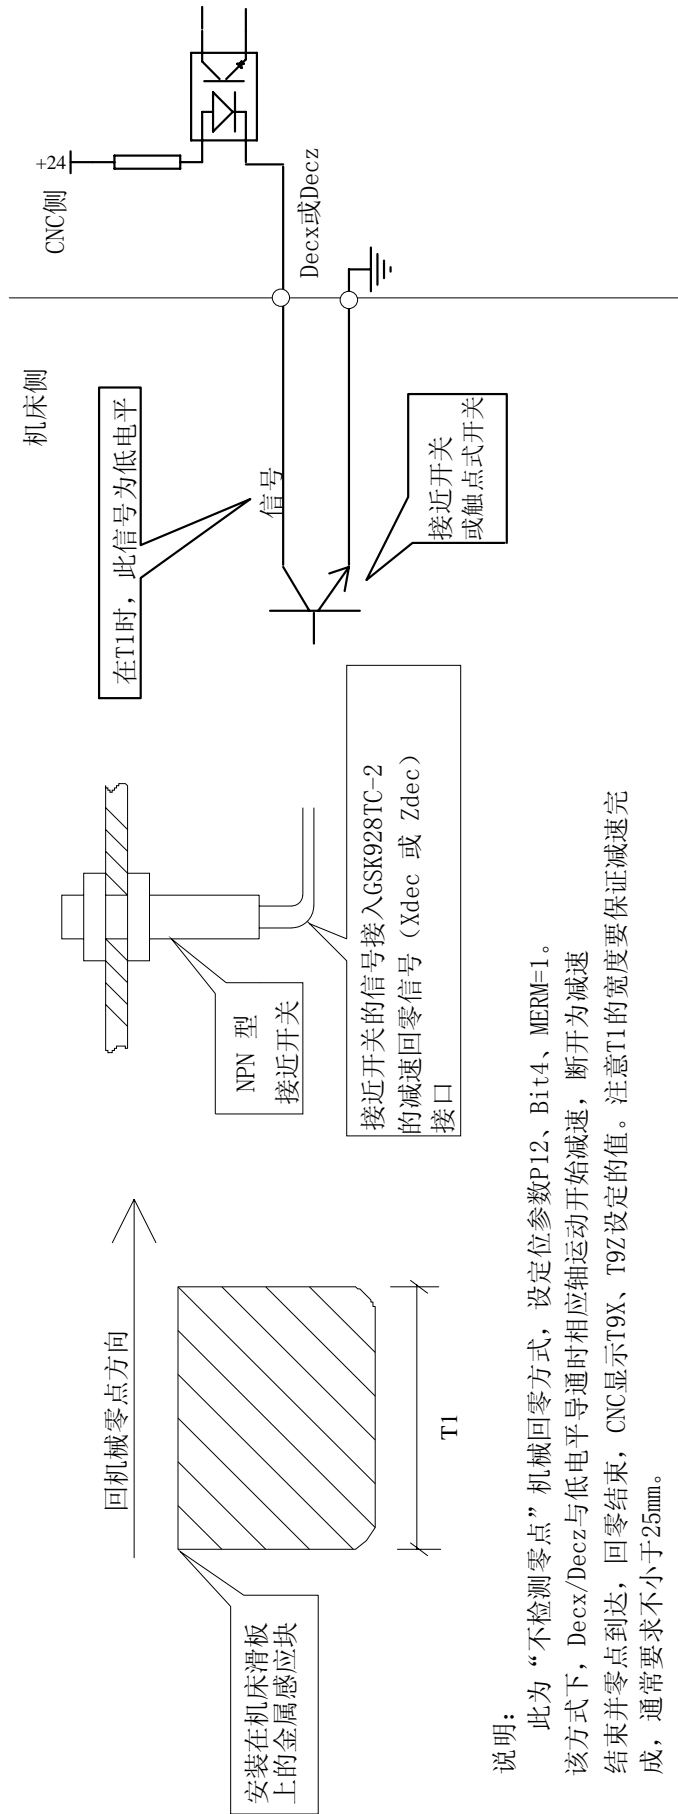 +24
CNC侧
Decx或Decz
机床侧
在T1时，此信号为低电平
信号
接近开关
或触点式开关
NPN 型
接近开关
接近开关的信号接入GSK928TC-2
的减速回零信号（Xdec 或 Zdec）
接口
回机械零点方向
T1
安装在机床滑板
上的金属感应块
说明：
此为“不检测零点”机械回零方式，设定位参数P12、Bit4、MERM=1。
该方式下，Decx/Decz与低电平导通时相应轴运动开始减速，断开为减速
结束并零点到达，回零结束，CNC显示T9X、T9Z设定的值。注意T1的宽度要保证减速完
成，通常要求不小于25mm。